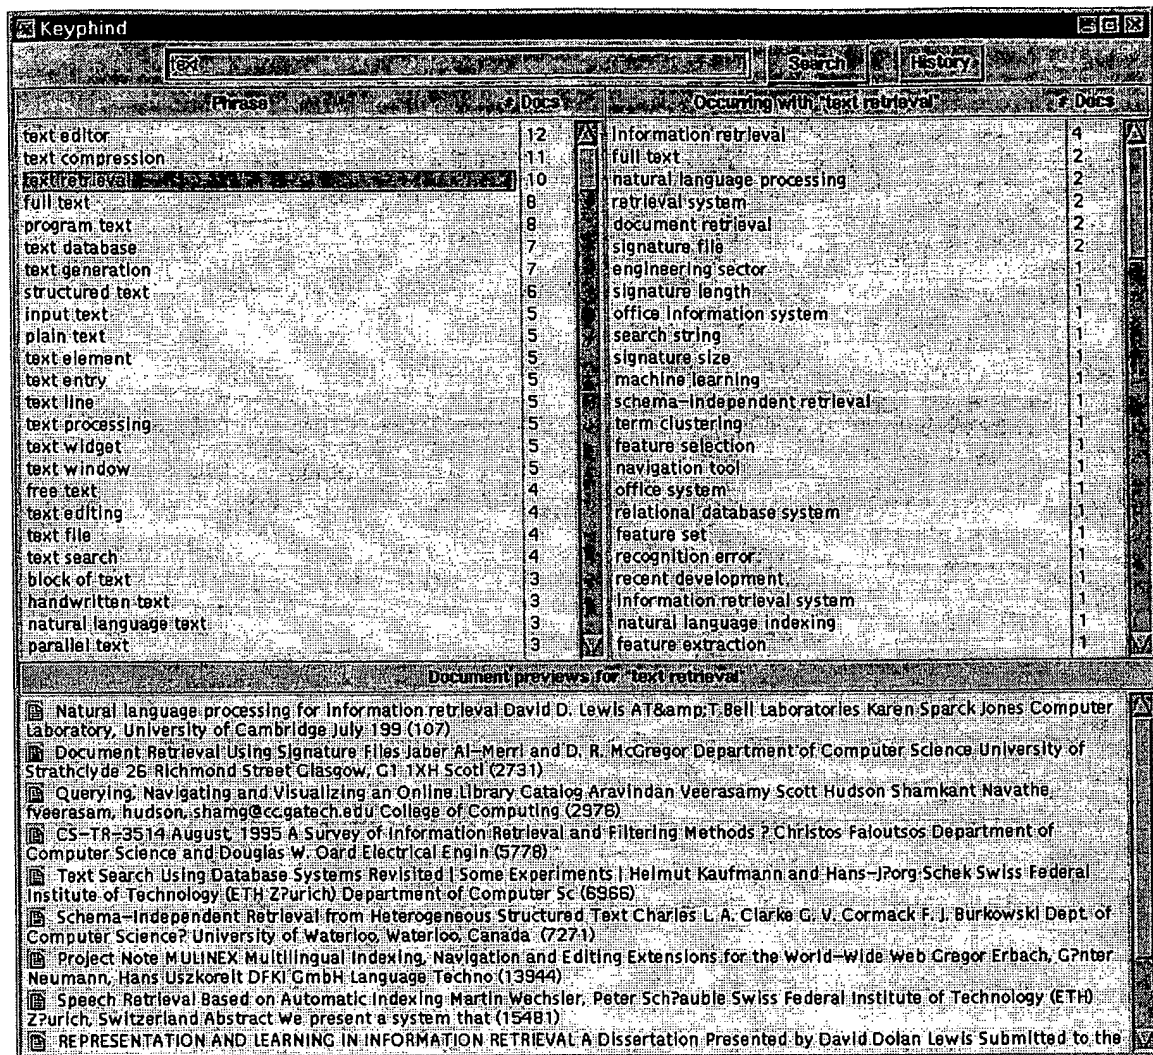 Keyphind
text Search History
Phrase # Docs
text editor 12
text compression 11
text retrieval 10
full text 8
program text 8
text database 7
text generation 7
structured text 6
input text 5
plain text 5
text element 5
text entry 5
text line 5
text processing 5
text widget 5
text window 5
free text 4
text editing 4
text file 4
text search 4
block of text 3
handwritten text 3
natural language text 3
parallel text 3
Occurring with "text retrieval" # Docs
information retrieval 4
full text 2
natural language processing 2
retrieval system 2
document retrieval 2
signature file 2
engineering sector 1
signature length 1
office information system 1
search string 1
signature size 1
machine learning 1
schema-independent retrieval 1
term clustering 1
feature selection 1
navigation tool 1
office system 1
relational database system 1
feature set 1
recognition error 1
recent development 1
information retrieval system 1
natural language indexing 1
feature extraction 1
Document previews for "text retrieval"
Natural language processing for information retrieval David D. Lewis AT&amp;T Bell Laboratories Karen Sparck Jones Computer
Laboratory, University of Cambridge July 199 (107)
Document Retrieval Using Signature Files Jaber Al-Merri and D. R. McGregor Department of Computer Science University of
Strathclyde 26 Richmond Street Glasgow, G1 1XH Scotl (2731)
Querying, Navigating and Visualizing an Online Library Catalog Aravindan Veerasamy Scott Hudson Shamkant Navathe
fveerasam, hudson, shamg@cc.gatech.edu College of Computing (2976)
CS-TR-3514 August, 1995 A Survey of Information Retrieval and Filtering Methods ? Christos Faloutsos Department of
Computer Science and Douglas W. Oard Electrical Engin (5778)
Text Search Using Database Systems Revisited | Some Experiments | Helmut Kaufmann and Hans-J?org Schek Swiss Federal
Institute of Technology (ETH Z?urich) Department of Computer Sc (6966)
Schema-Independent Retrieval from Heterogeneous Structured Text Charles L. A. Clarke G. V. Cormack F. J. Burkowski Dept. of
Computer Science? University of Waterloo, Waterloo, Canada (7271)
Project Note MULINEX Multilingual Indexing, Navigation and Editing Extensions for the World-Wide Web Gregor Erbach, G?nter
Neumann, Hans Uszkoreit DFKI GmbH Language Techno (13944)
Speech Retrieval Based on Automatic Indexing Martin Wechsler, Peter Sch?auble Swiss Federal Institute of Technology (ETH)
Z?urich, Switzerland Abstract We present a system that (15481)
REPRESENTATION AND LEARNING IN INFORMATION RETRIEVAL A Dissertation Presented by David Dolan Lewis Submitted to the